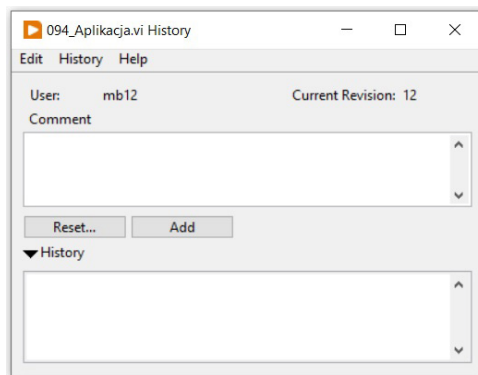 094_Aplikacja.vi History
Edit History Help
User: mb12 Current Revision: 12
Comment
Reset... Add
History